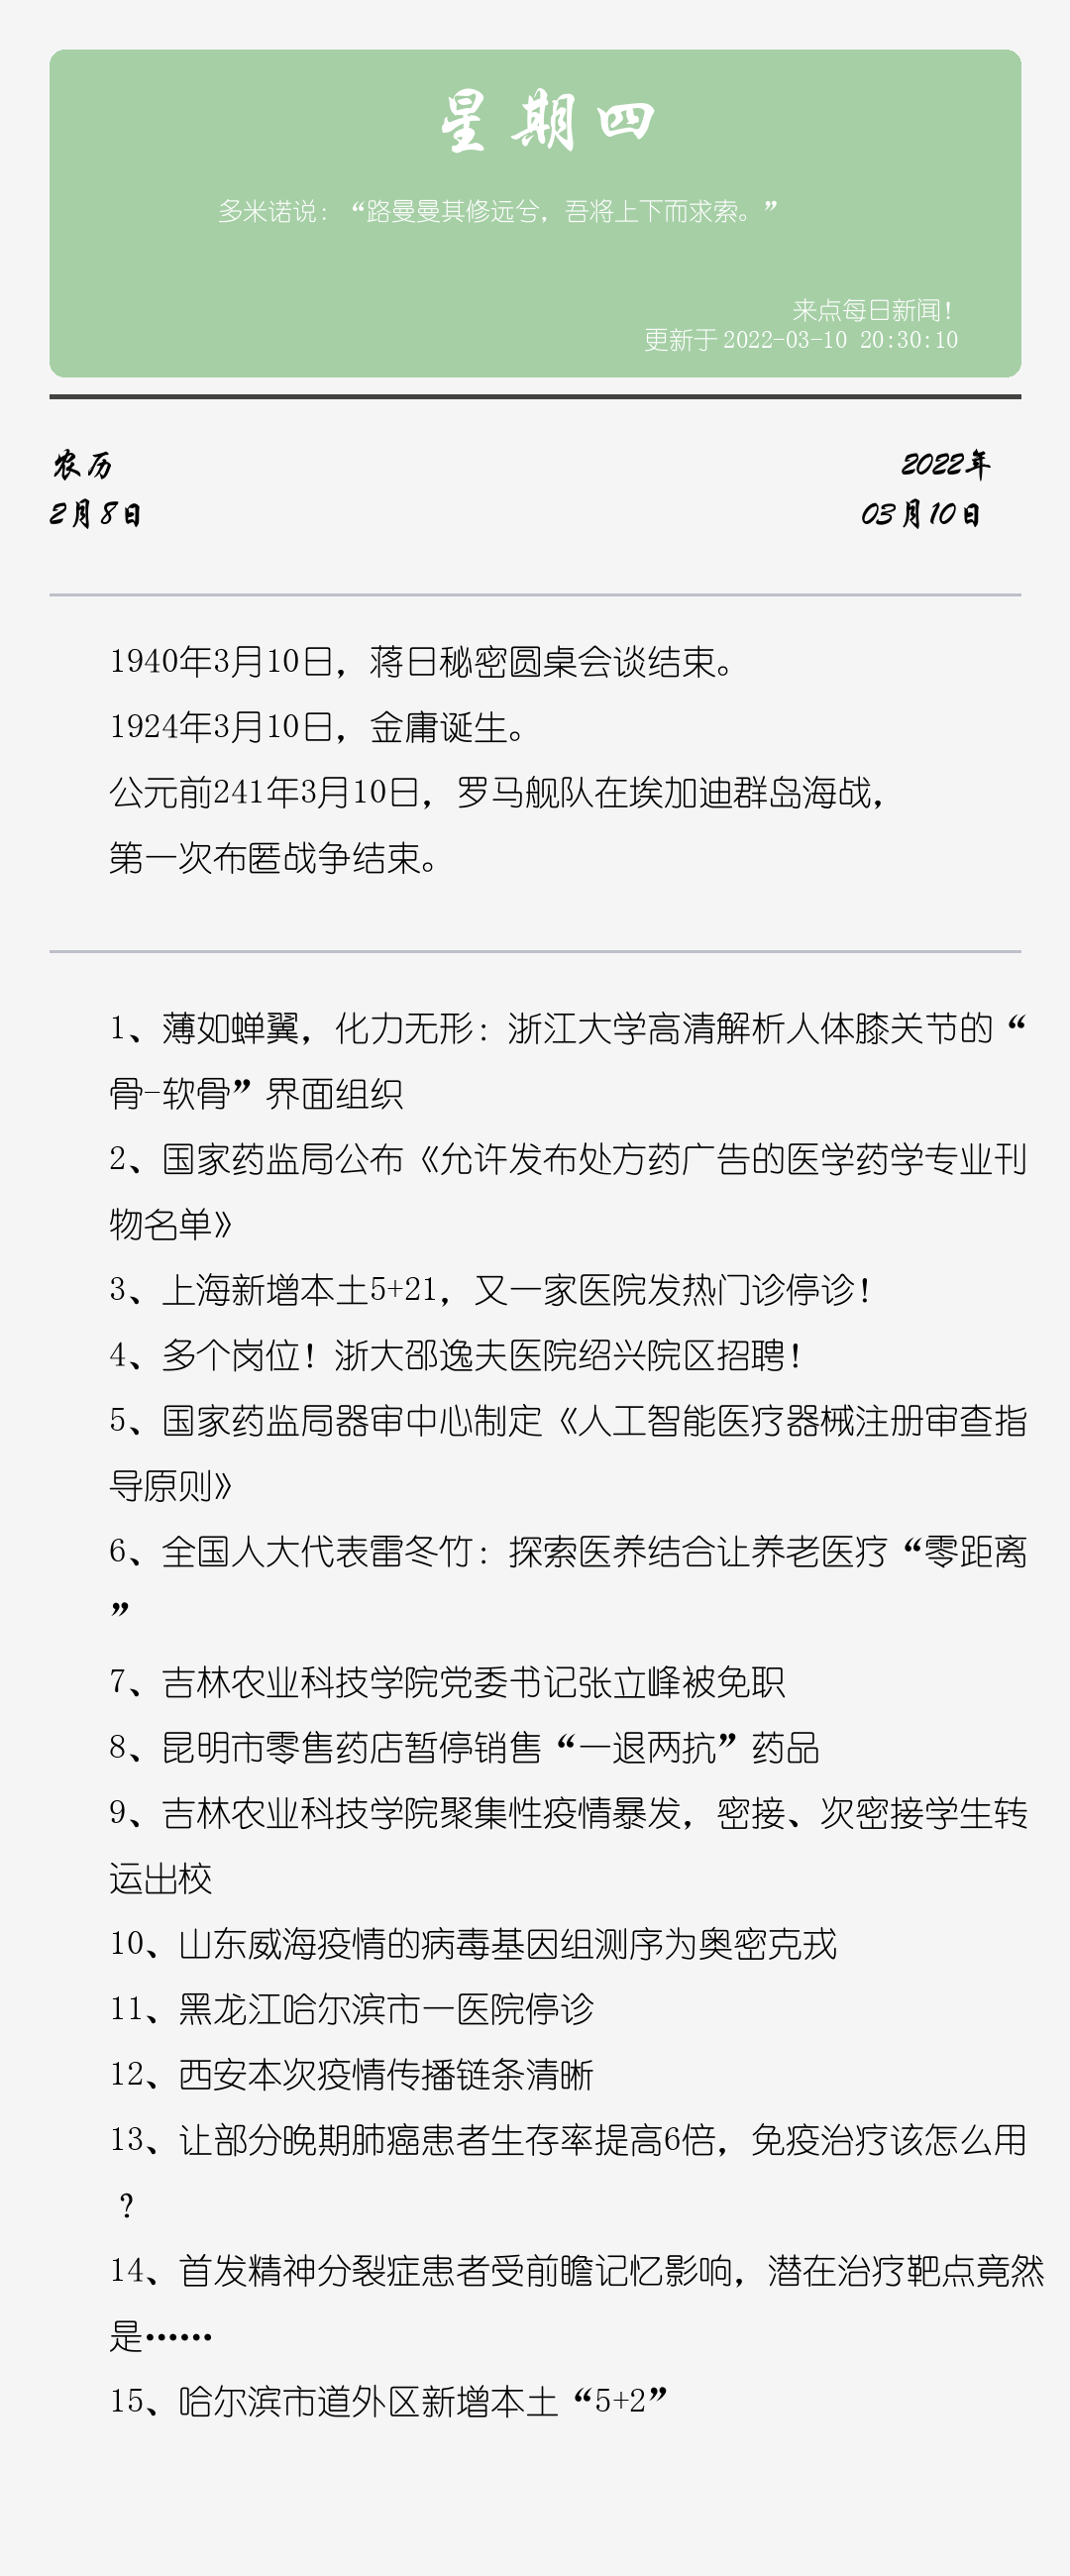 星期四
多米诺说：“路曼曼其修远兮，吾将上下而求索。”
来点每日新闻！
更新于 2022-03-10 20:30:10
农历
2022年
2月8日
03月10日
1940年3月10日，蒋日秘密圆桌会谈结束。
1924年3月10日，金庸诞生。
公元前241年3月10日，罗马舰队在埃加迪群岛海战，
第一次布匿战争结束。
1、薄如蝉翼，化力无形：浙江大学高清解析人体膝关节的“
骨-软骨”界面组织
2、国家药监局公布《允许发布处方药广告的医学药学专业刊
物名单》
3、上海新增本土5+21，又一家医院发热门诊停诊！
4、多个岗位！浙大邵逸夫医院绍兴院区招聘！
5、国家药监局器审中心制定《人工智能医疗器械注册审查指
导原则》
6、全国人大代表雷冬竹：探索医养结合让养老医疗“零距离
”
7、吉林农业科技学院党委书记张立峰被免职
8、昆明市零售药店暂停销售“一退两抗”药品
9、吉林农业科技学院聚集性疫情暴发，密接、次密接学生转
运出校
10、山东威海疫情的病毒基因组测序为奥密克戎
11、黑龙江哈尔滨市一医院停诊
12、西安本次疫情传播链条清晰
13、让部分晚期肺癌患者生存率提高6倍，免疫治疗该怎么用
？
14、首发精神分裂症患者受前瞻记忆影响，潜在治疗靶点竟然
是……
15、哈尔滨市道外区新增本土“5+2”